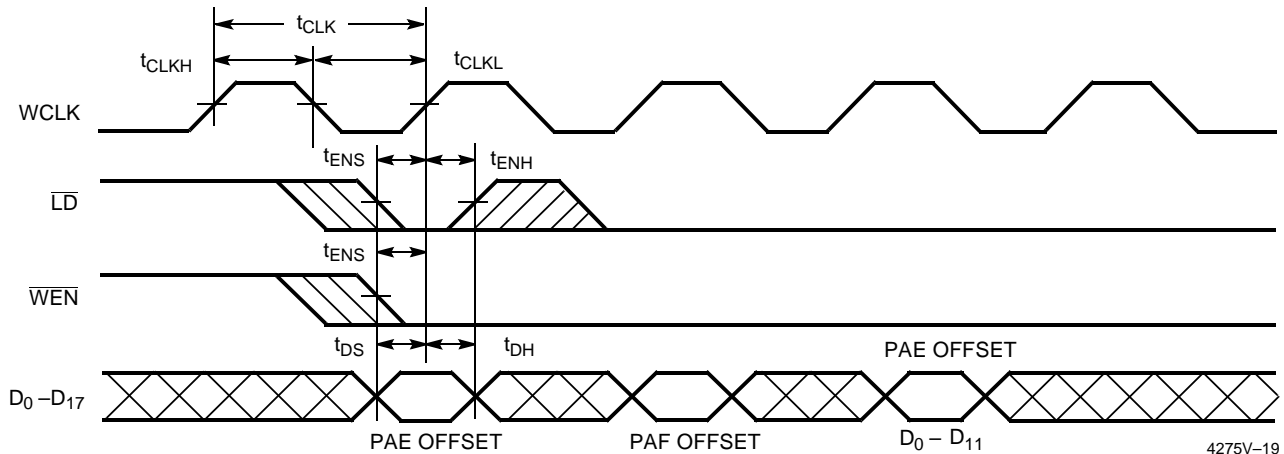 tCLK
tCLKH
tCLKL
WCLK
tENS
tENH
LD
tENS
WEN
tDS
tDH
PAE OFFSET
D0 –D17
PAE OFFSET
PAF OFFSET
D0 – D11
4275V–19